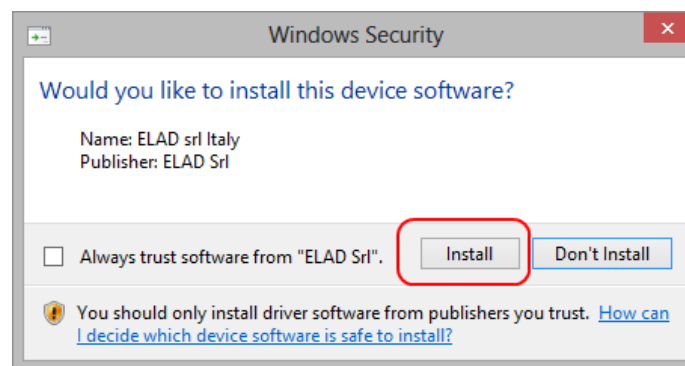 Windows Security
Would you like to install this device software?
Name: ELAD srl Italy
Publisher: ELAD Srl
Always trust software from "ELAD Srl".
Install
Don't Install
You should only install driver software from publishers you trust. How can
I decide which device software is safe to install?